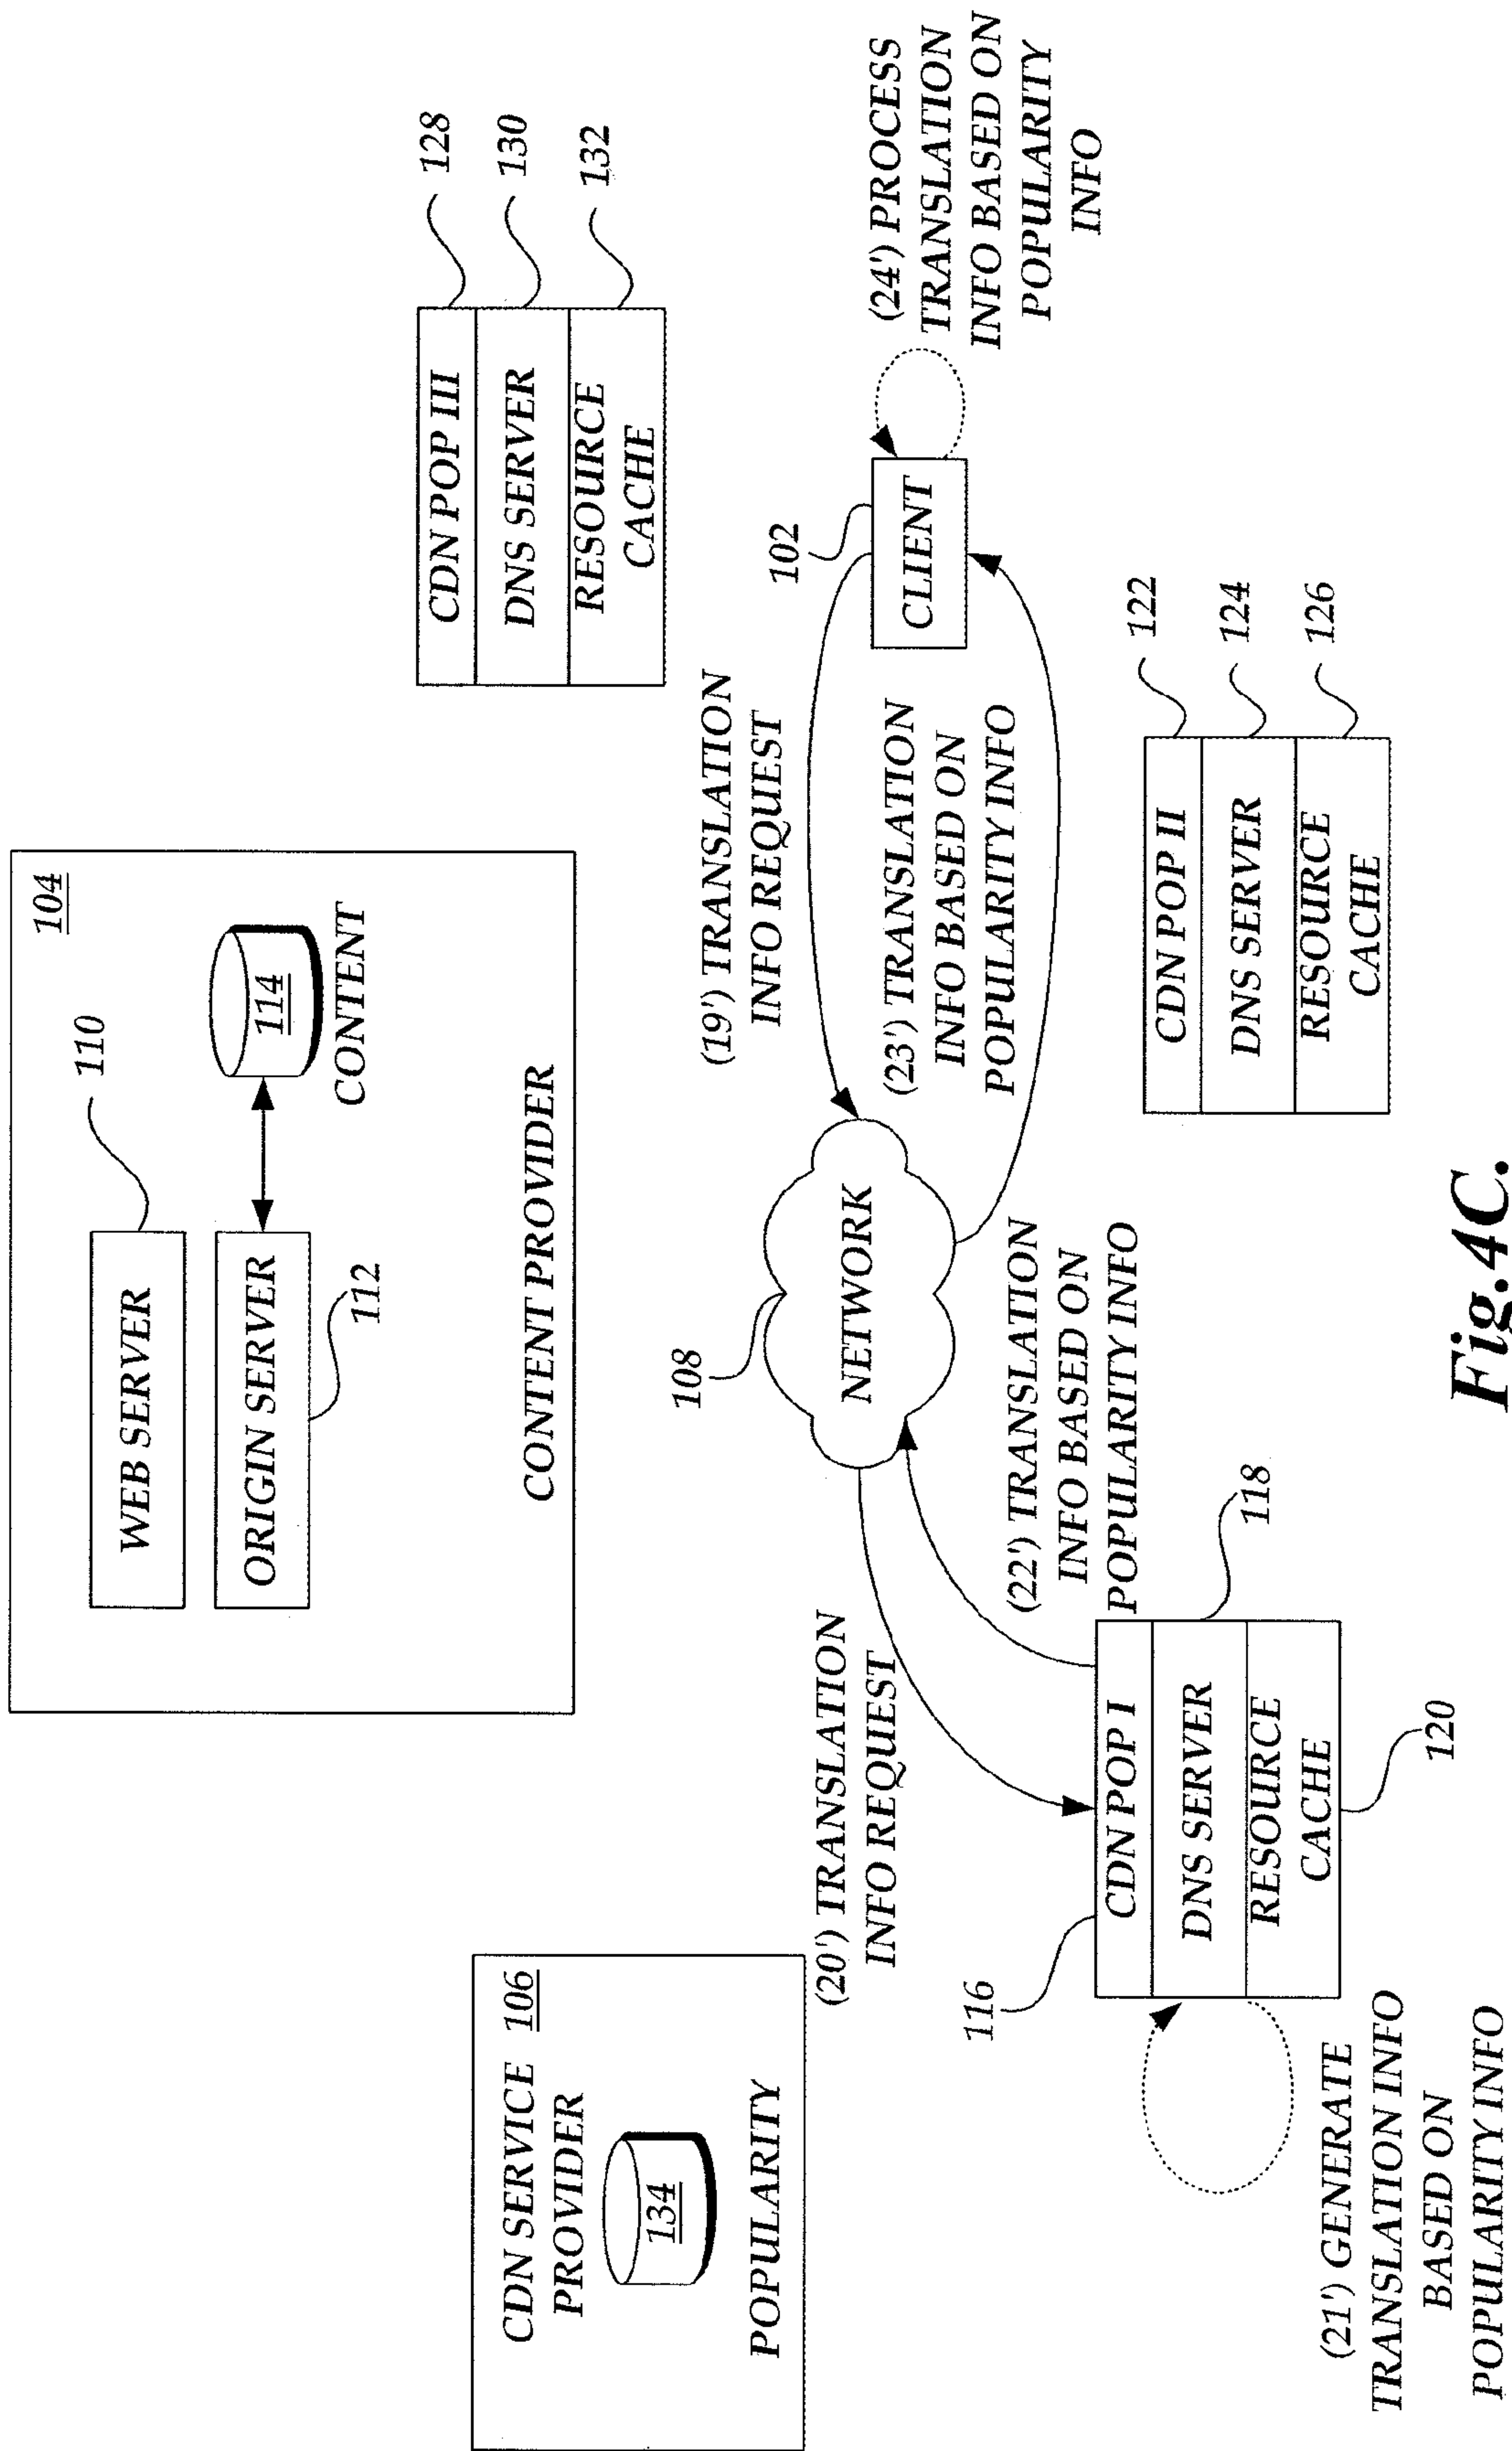 104
WEB SERVER
110
ORIGIN SERVER
112
114
CONTENT
CONTENT PROVIDER
CDN SERVICE 106
PROVIDER
134
POPULARITY
CDN POP III
128
DNS SERVER
130
RESOURCE
CACHE
132
(19') TRANSLATION
INFO REQUEST
102
CLIENT
(24') PROCESS
TRANSLATION
INFO BASED ON
POPULARITY
INFO
108
NETWORK
(20') TRANSLATION
INFO REQUEST
(23') TRANSLATION
INFO BASED ON
POPULARITY INFO
(22') TRANSLATION
INFO BASED ON
POPULARITY INFO
116
CDN POP I
DNS SERVER
118
RESOURCE
CACHE
120
CDN POP II
122
DNS SERVER
124
RESOURCE
CACHE
126
(21') GENERATE
TRANSLATION INFO
BASED ON
POPULARITY INFO
Fig.4C.